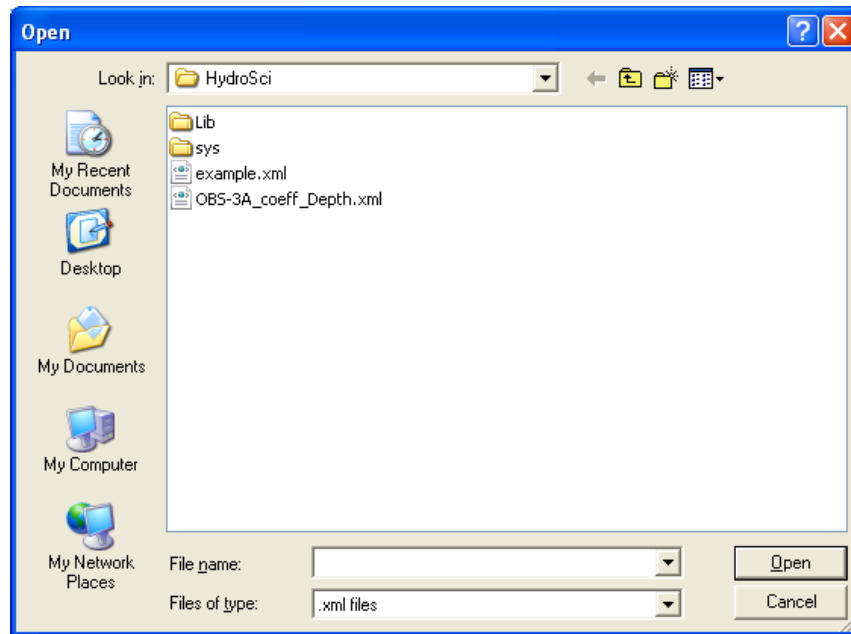 Open
Look in: HydroSci
My Recent
Documents
Desktop
My Documents
My Computer
My Network
Places
Lib
sys
example.xml
OBS-3A_coeff_Depth.xml
File name:
Open
Files of type: .xml files
Cancel